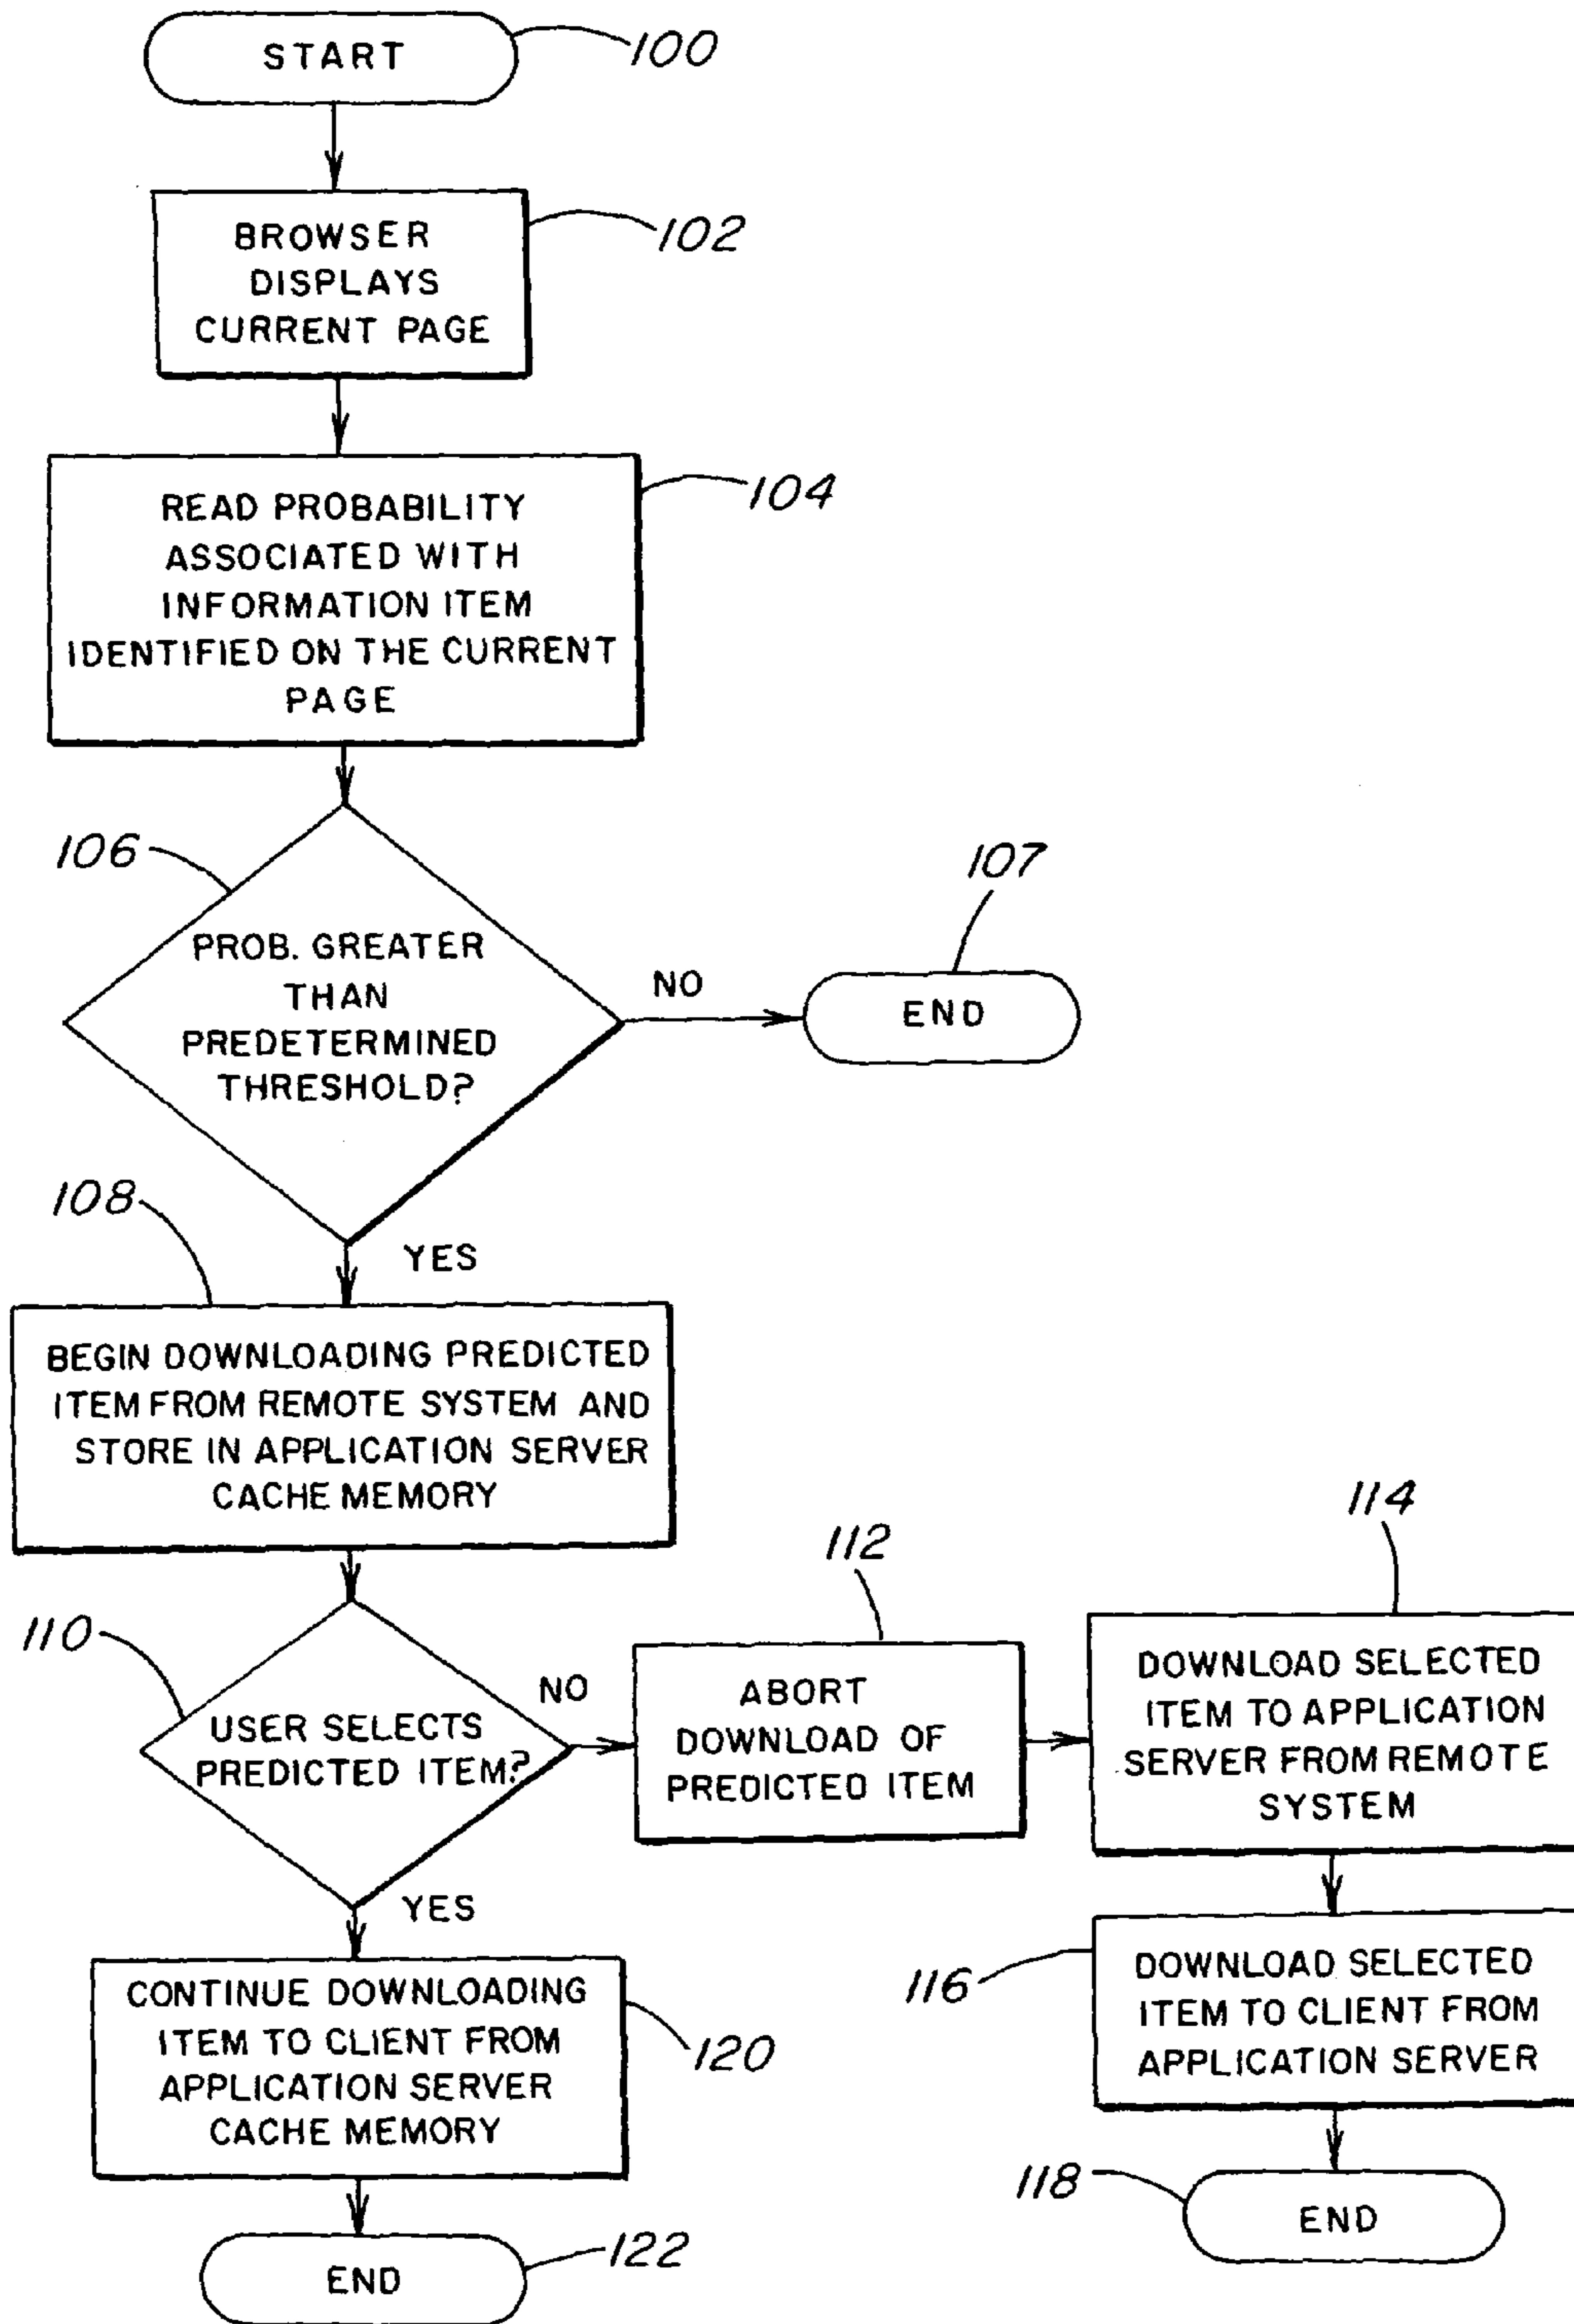 START
100
BROWSER
DISPLAYS
CURRENT PAGE
102
READ PROBABILITY
ASSOCIATED WITH
INFORMATION ITEM
IDENTIFIED ON THE CURRENT
PAGE
104
106
PROB. GREATER
THAN
PREDETERMINED
THRESHOLD?
NO
107
END
YES
108
BEGIN DOWNLOADING PREDICTED
ITEM FROM REMOTE SYSTEM AND
STORE IN APPLICATION SERVER
CACHE MEMORY
110
USER SELECTS
PREDICTED ITEM?
NO
112
ABORT
DOWNLOAD OF
PREDICTED ITEM
114
DOWNLOAD SELECTED
ITEM TO APPLICATION
SERVER FROM REMOTE
SYSTEM
116
DOWNLOAD SELECTED
ITEM TO CLIENT FROM
APPLICATION SERVER
118
END
YES
CONTINUE DOWNLOADING
ITEM TO CLIENT FROM
APPLICATION SERVER
CACHE MEMORY
120
END
122